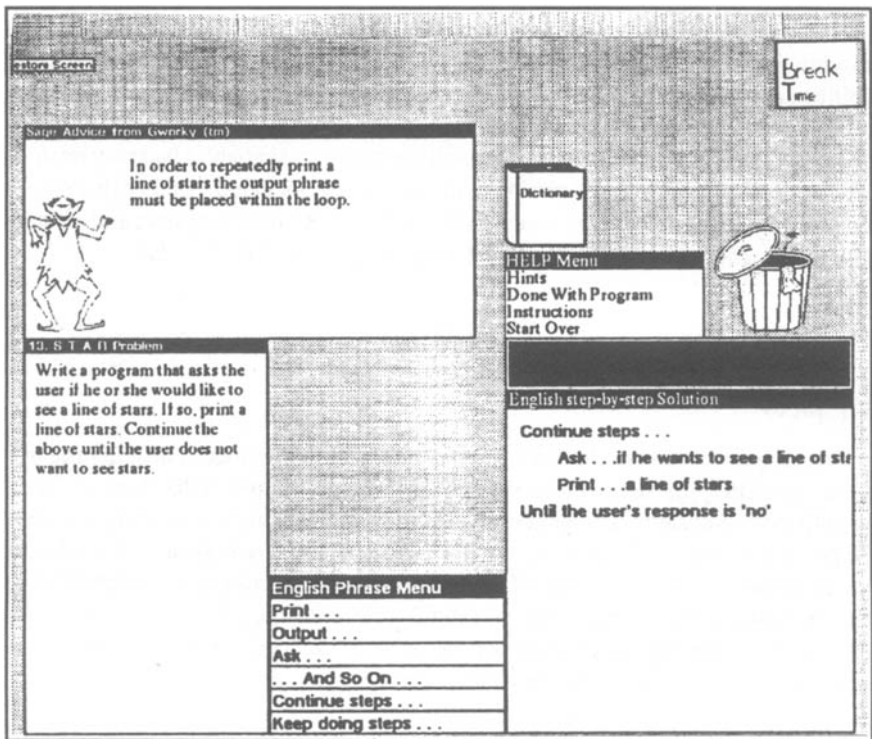 estore Screen
Break
Time
Sage Advice from Gworky (tm)
In order to repeatedly print a
line of stars the output phrase
must be placed within the loop.
Dictionary
HELP Menu
Hints
Done With Program
Instructions
Start Over
13. S T A R Problem
Write a program that asks the
user if he or she would like to
see a line of stars. If so, print a
line of stars. Continue the
above until the user does not
want to see stars.
English step-by-step Solution
Continue steps . . .
Ask . . .if he wants to see a line of sta
Print . . .a line of stars
Until the user's response is 'no'
English Phrase Menu
Print . . .
Output . . .
Ask . . .
. . . And So On . . .
Continue steps . . .
Keep doing steps . . .